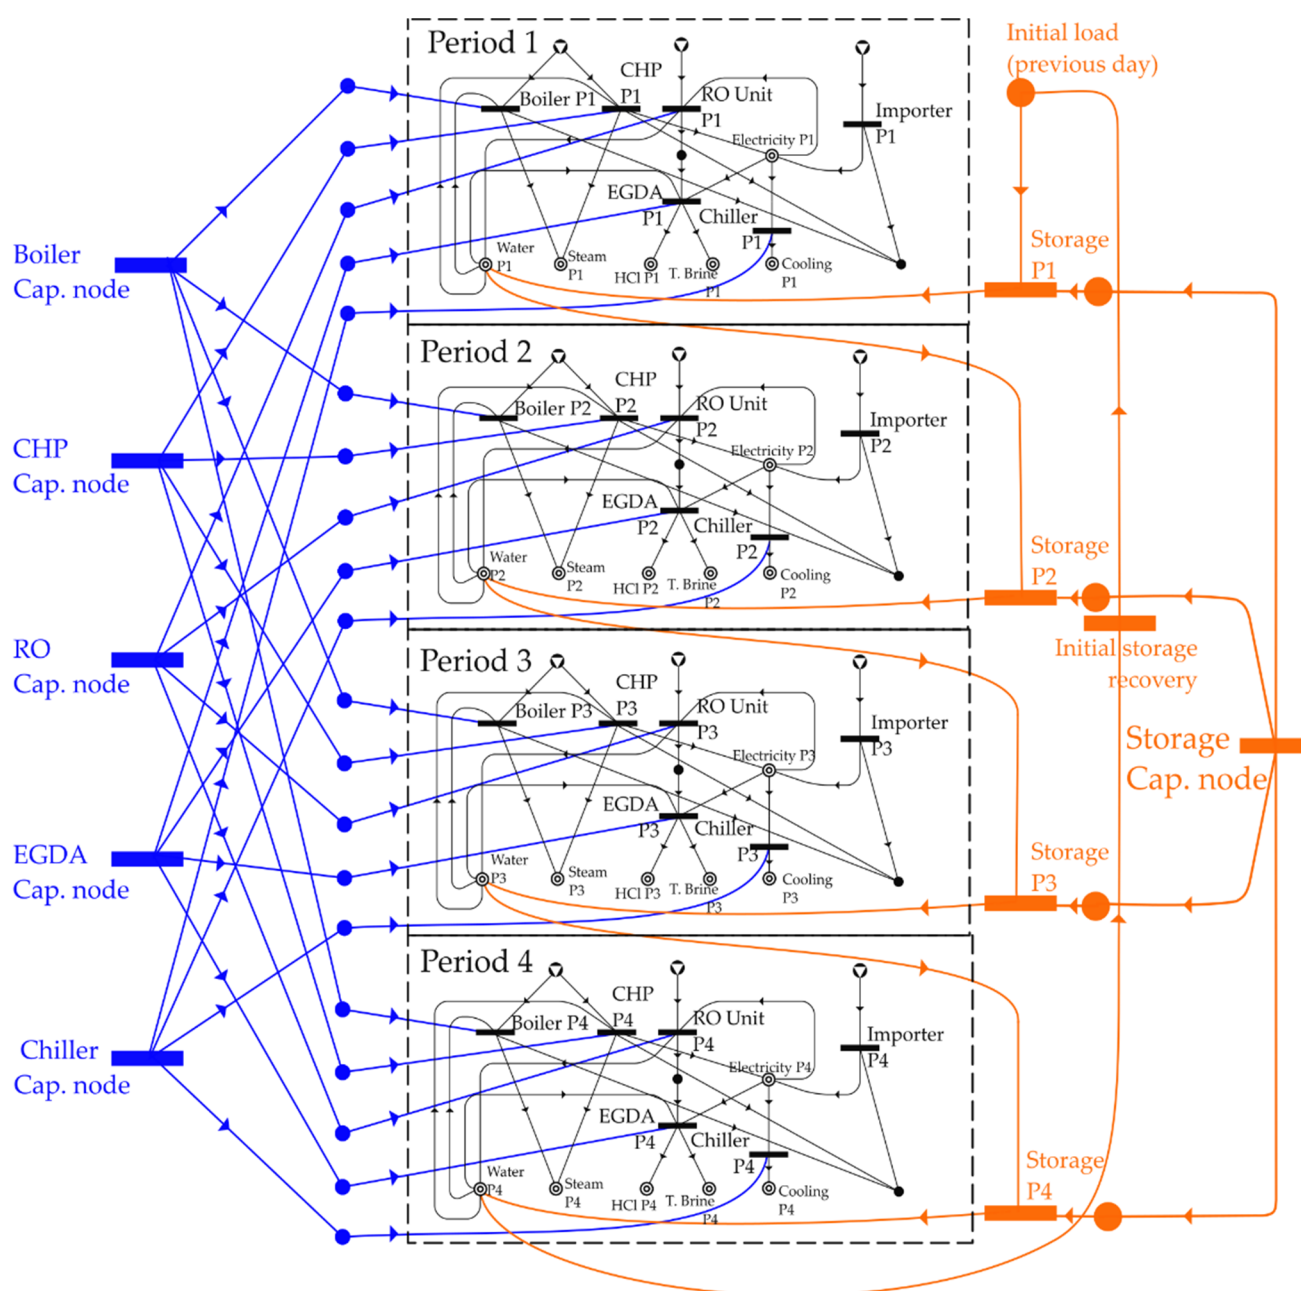 Initial load
(previous day)
Period 1
CHP
P1
Boiler P1
RO Unit
P1
Importer
P1
Electricity P1
EGDA
P1
Chiller
P1
Water
P1
Steam
P1
HCl P1
T. Brine
P1
Cooling
P1
Storage
P1
Boiler
Cap. node
Period 2
CHP
P2
Boiler P2
RO Unit
P2
Importer
P2
Electricity P2
EGDA
P2
Chiller
P2
Water
P2
Steam
P2
HCl P2
T. Brine
P2
Cooling
P2
Storage
P2
CHP
Cap. node
Initial storage
recovery
RO
Cap. node
Period 3
CHP
P3
Boiler P3
RO Unit
P3
Importer
P3
Electricity P3
EGDA
P3
Chiller
P3
Water
P3
Steam
P3
HCl P3
T. Brine
P3
Cooling
P3
Storage
Cap. node
Storage
P3
EGDA
Cap. node
Period 4
CHP
P4
Boiler P4
RO Unit
P4
Importer
P4
Electricity P4
EGDA
P4
Chiller
P4
Water
P4
Steam
P4
HCl P4
T. Brine
P4
Cooling
P4
Storage
P4
Chiller
Cap. node